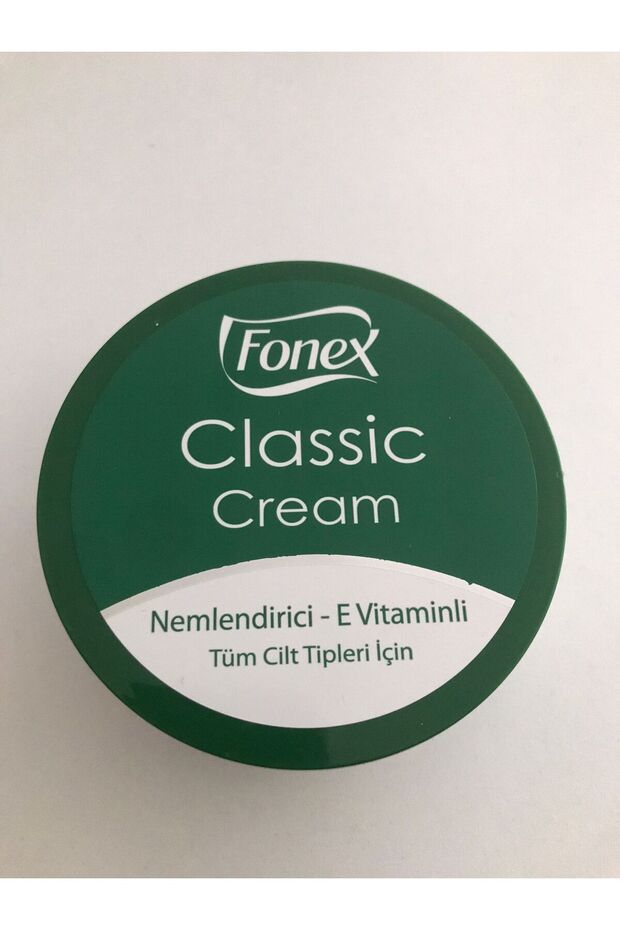 Fonex
Classic
Cream
Nemlendirici - E Vitaminli
Tüm Cilt Tipleri İçin